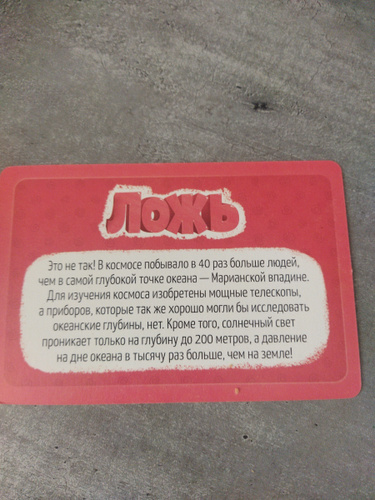 Ложь
Это не так! В космосе побывало в 40 раз больше людей,
чем в самой глубокой точке океана — Марианской впадине.
Для изучения космоса изобретены мощные телескопы,
а приборов, которые так же хорошо могли бы исследовать
океанские глубины, нет. Кроме того, солнечный свет
проникает только на глубину до 200 метров, а давление
на дне океана в тысячу раз больше, чем на земле!